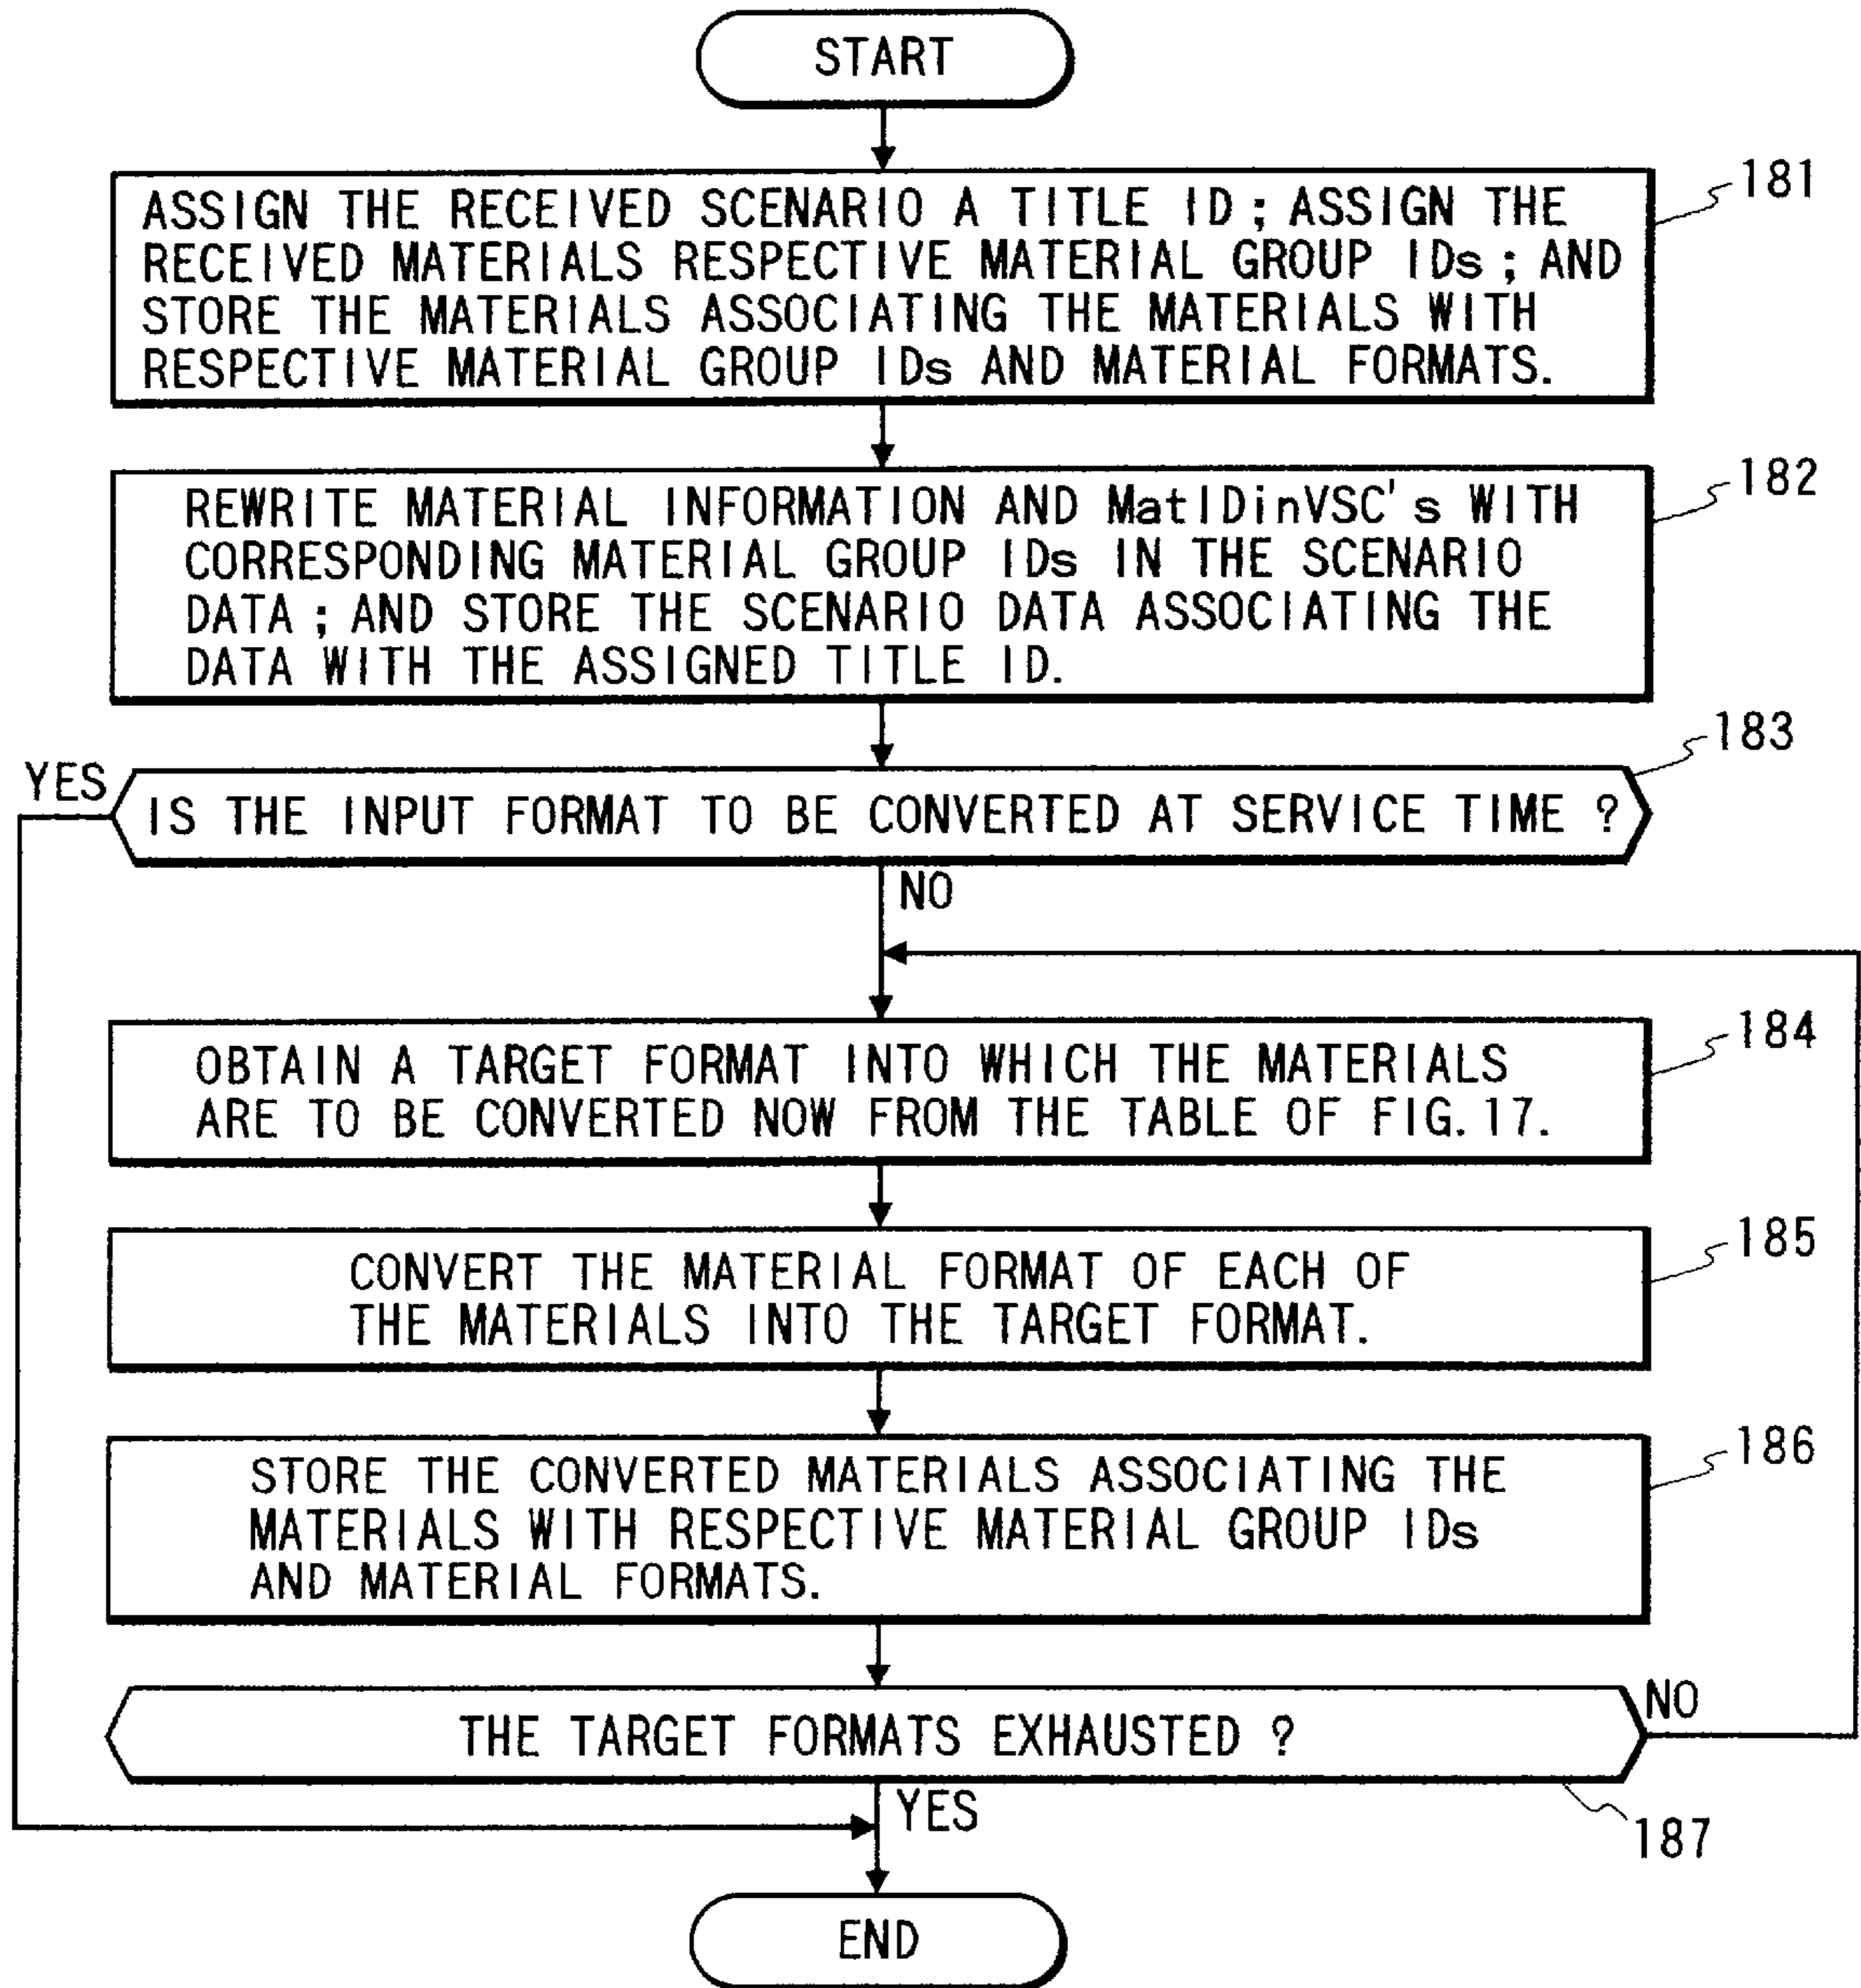 START
181
ASSIGN THE RECEIVED SCENARIO A TITLE ID; ASSIGN THE
RECEIVED MATERIALS RESPECTIVE MATERIAL GROUP IDs; AND
STORE THE MATERIALS ASSOCIATING THE MATERIALS WITH
RESPECTIVE MATERIAL GROUP IDs AND MATERIAL FORMATS.
182
REWRITE MATERIAL INFORMATION AND MatIDinVSC's WITH
CORRESPONDING MATERIAL GROUP IDs IN THE SCENARIO
DATA; AND STORE THE SCENARIO DATA ASSOCIATING THE
DATA WITH THE ASSIGNED TITLE ID.
183
YES
IS THE INPUT FORMAT TO BE CONVERTED AT SERVICE TIME ?
NO
184
OBTAIN A TARGET FORMAT INTO WHICH THE MATERIALS
ARE TO BE CONVERTED NOW FROM THE TABLE OF FIG. 17.
185
CONVERT THE MATERIAL FORMAT OF EACH OF
THE MATERIALS INTO THE TARGET FORMAT.
186
STORE THE CONVERTED MATERIALS ASSOCIATING THE
MATERIALS WITH RESPECTIVE MATERIAL GROUP IDs
AND MATERIAL FORMATS.
NO
THE TARGET FORMATS EXHAUSTED ?
YES
187
END